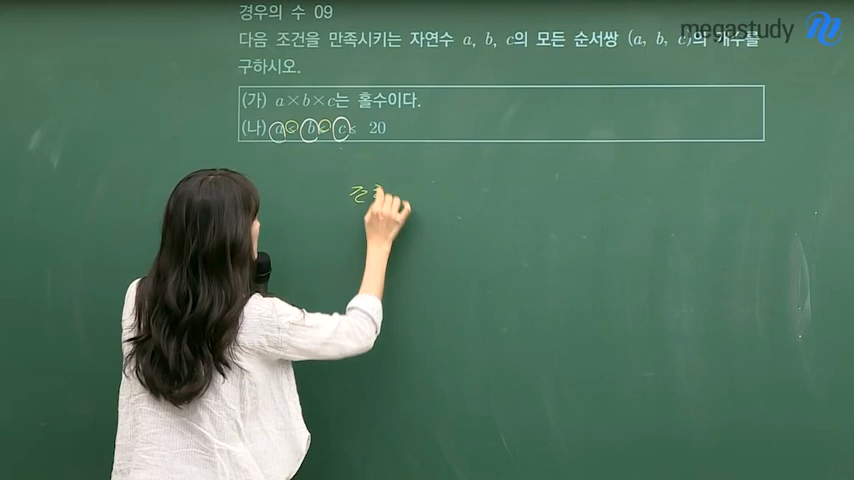 경우의 수 09
megastudy
다음 조건을 만족시키는 자연수 a, b, c의 모든 순서쌍 (a, b, c)의 개수를
구하시오.
(가) a×b×c는 홀수이다.
(나) a ≤ b ≤ c ≤ 20